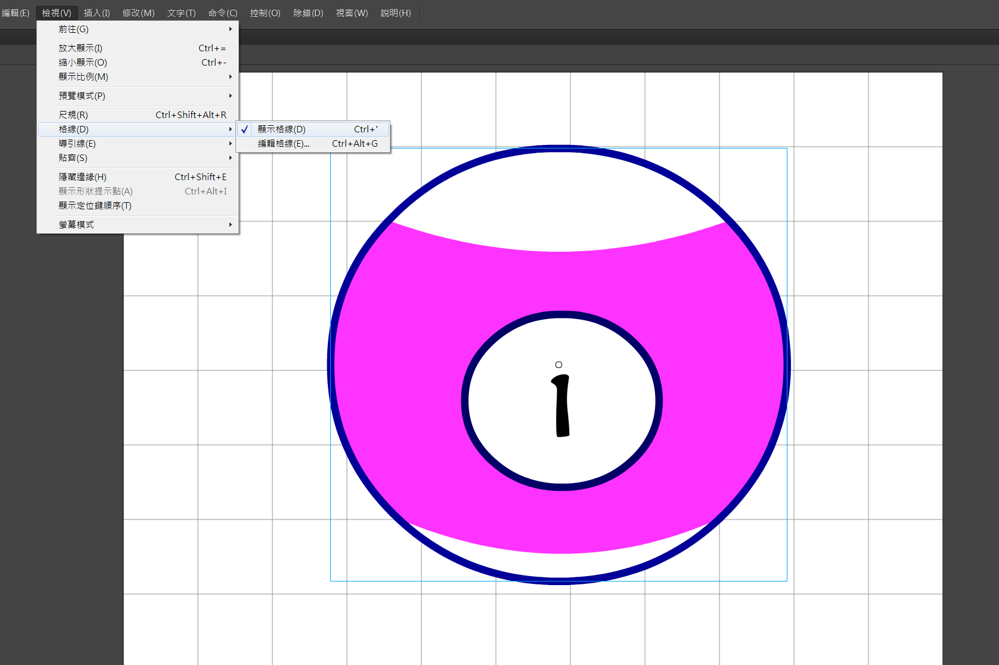 編輯(E) 檢視(V) 插入(I) 修改(M) 文字(T) 命令(C) 控制(O) 除錯(D) 視窗(W) 說明(H)
前往(G)
放大顯示(I) Ctrl+=
縮小顯示(O) Ctrl+-
顯示比例(M)
預覽模式(P)
尺規(R) Ctrl+Shift+Alt+R
格線(D)
顯示格線(D) Ctrl+'
編輯格線(E)... Ctrl+Alt+G
導引線(E)
貼齊(S)
隱藏邊緣(H) Ctrl+Shift+E
顯示形狀提示點(A) Ctrl+Alt+I
顯示定位鍵順序(T)
螢幕模式
1